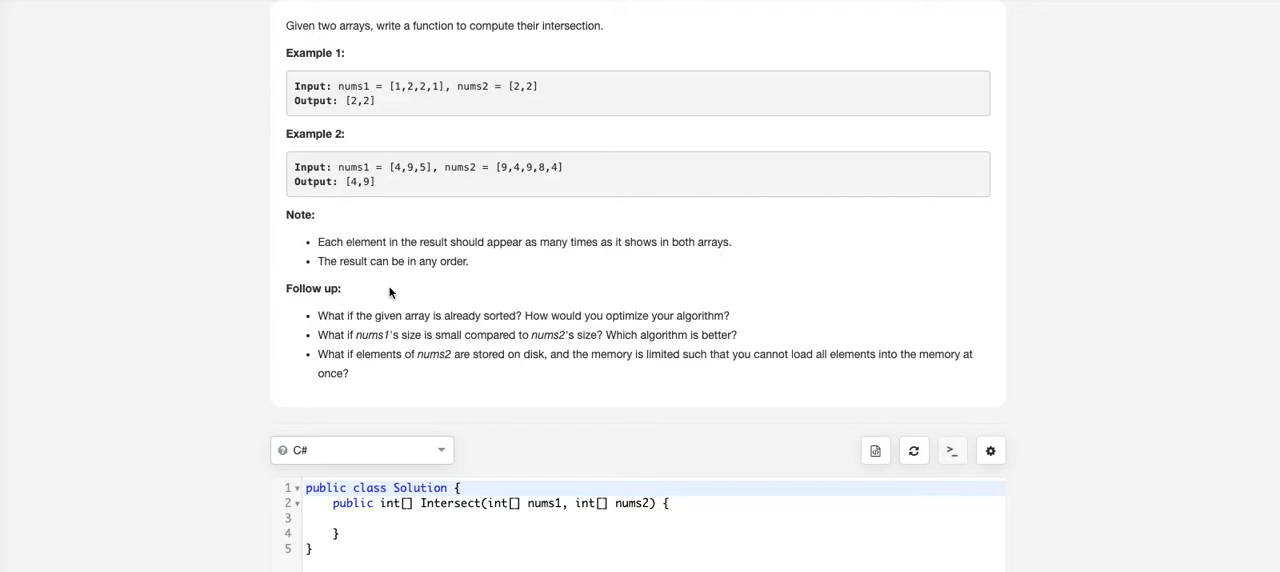 Given two arrays, write a function to compute their intersection.
Example 1:
Input: nums1 = [1,2,2,1], nums2 = [2,2]
Output: [2,2]
Example 2:
Input: nums1 = [4,9,5], nums2 = [9,4,9,8,4]
Output: [4,9]
Note:
• Each element in the result should appear as many times as it shows in both arrays.
• The result can be in any order.
Follow up:
• What if the given array is already sorted? How would you optimize your algorithm?
• What if nums1's size is small compared to nums2's size? Which algorithm is better?
• What if elements of nums2 are stored on disk, and the memory is limited such that you cannot load all elements into the memory at
once?
C#
1 public class Solution {
2     public int[] Intersect(int[] nums1, int[] nums2) {
3
4     }
5 }